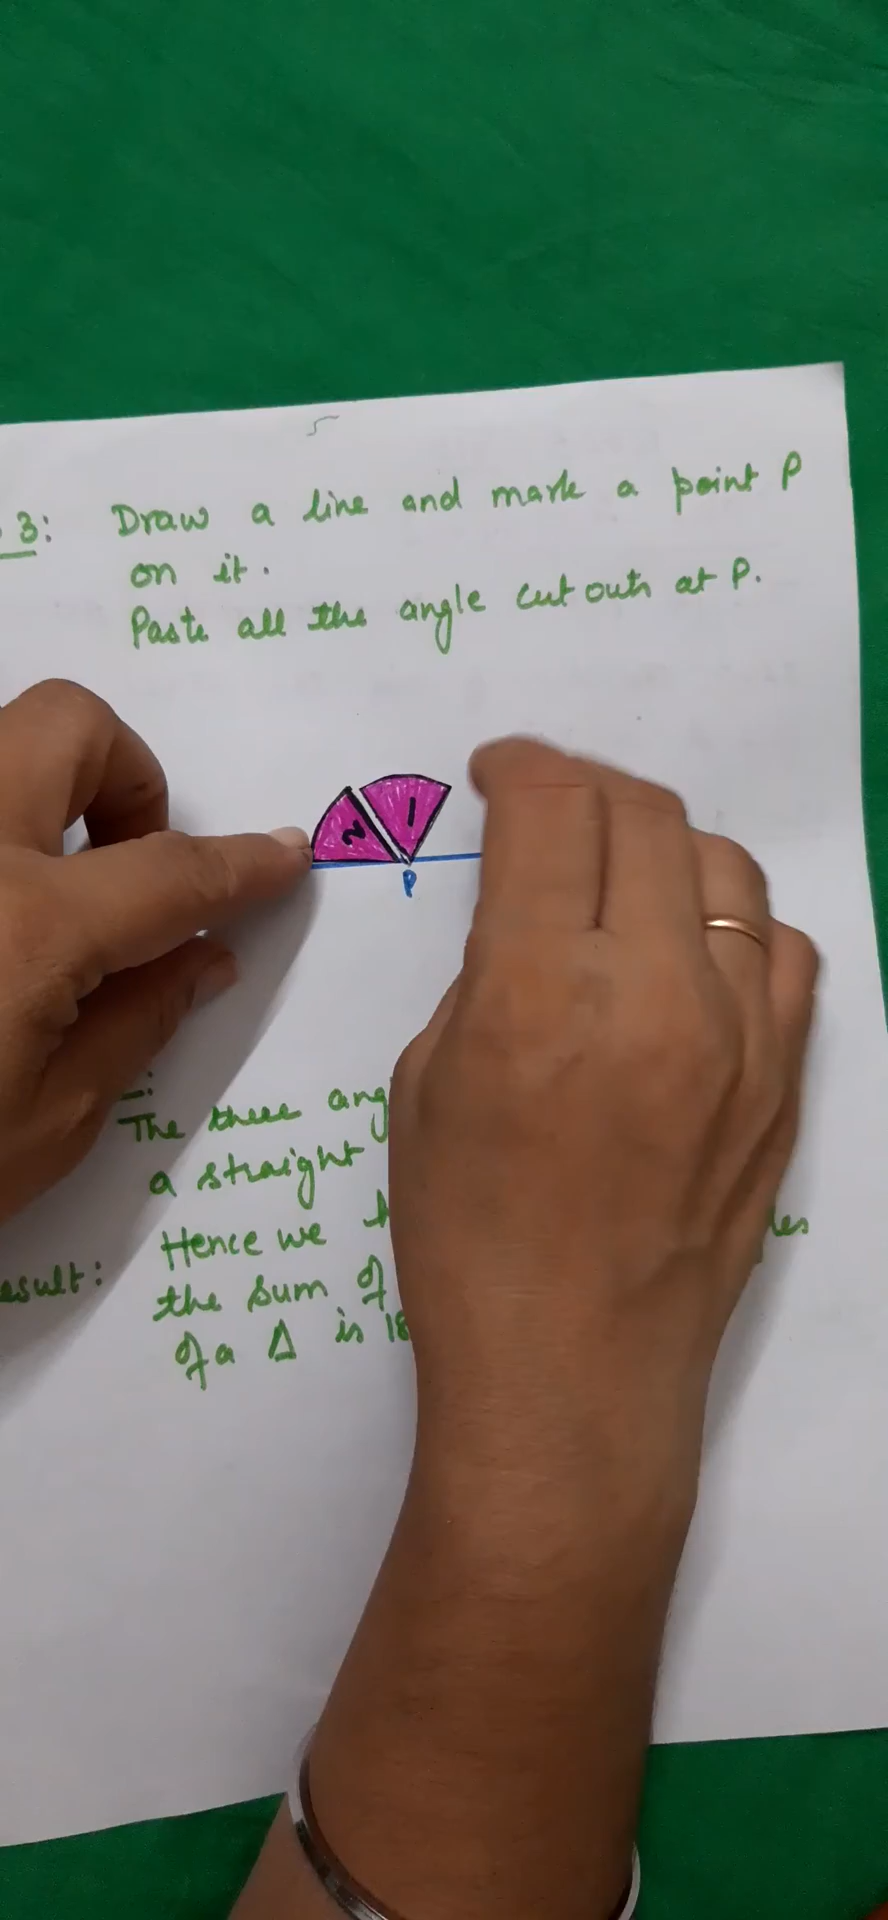 3:
Draw a line and mark a point P
on it.
Paste all the angle cut outs at P.
2 1
P
The three ang
a straight
Hence we
esult:
the sum of
of a Δ is 18